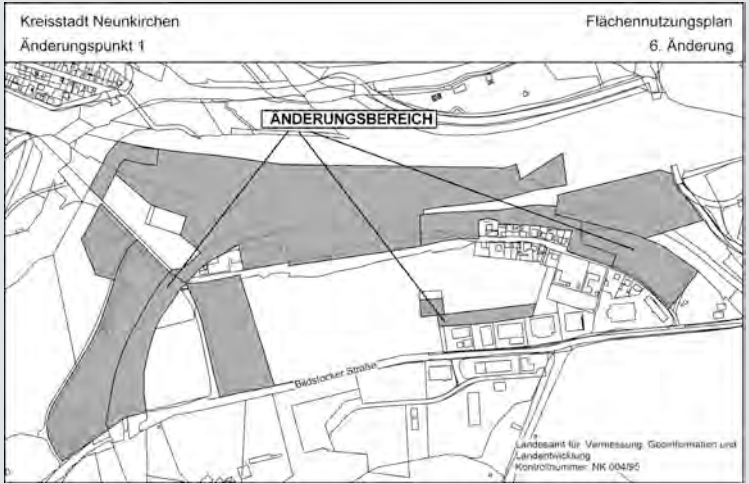 Kreisstadt Neunkirchen
Flächennutzungsplan
Änderungspunkt 1
6. Änderung
ÄNDERUNGSBEREICH
Bildstocker Straße
Landesamt für Vermessung, Geoinformation und
Landentwicklung
Kontrollnummer: NK 004/95